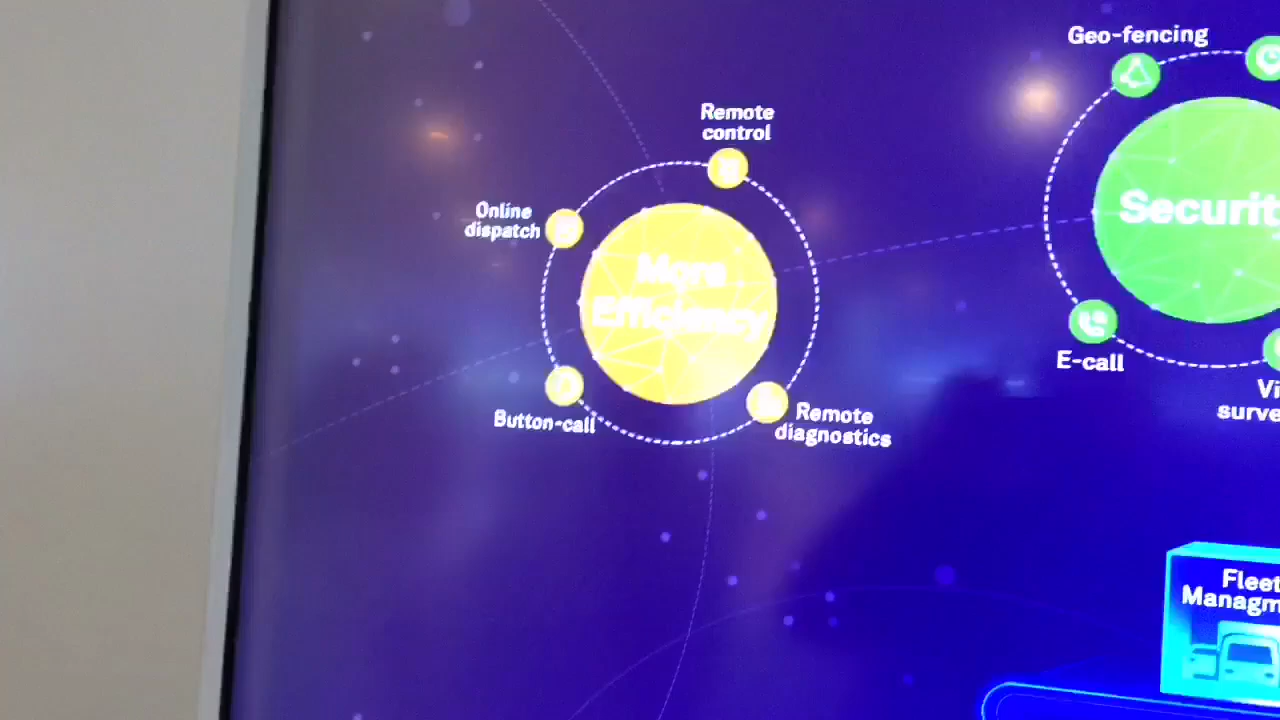 Geo-fencing
Remote
control
Online
dispatch
More
Efficiency
Button-call
Remote
diagnostics
Securit
E-call
Vi
surve
Fleet
Managm